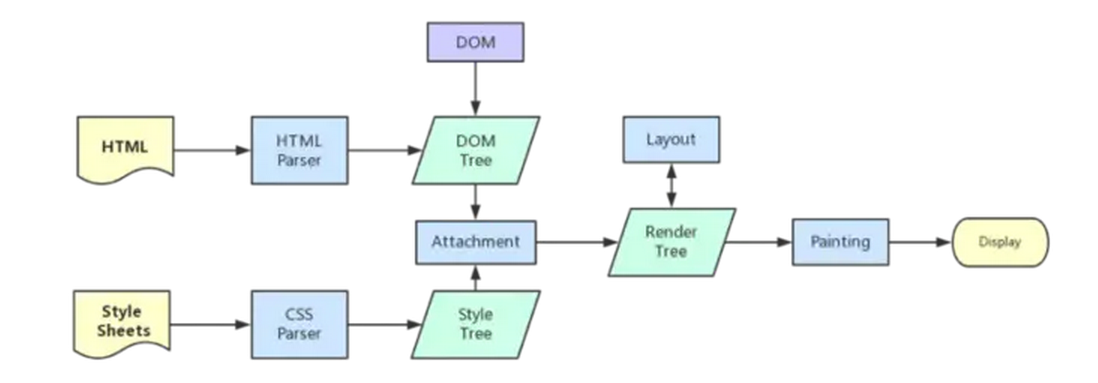 DOM
HTML
HTML
Parser
DOM
Tree
Layout
Attachment
Render
Tree
Painting
Display
Style
Sheets
CSS
Parser
Style
Tree